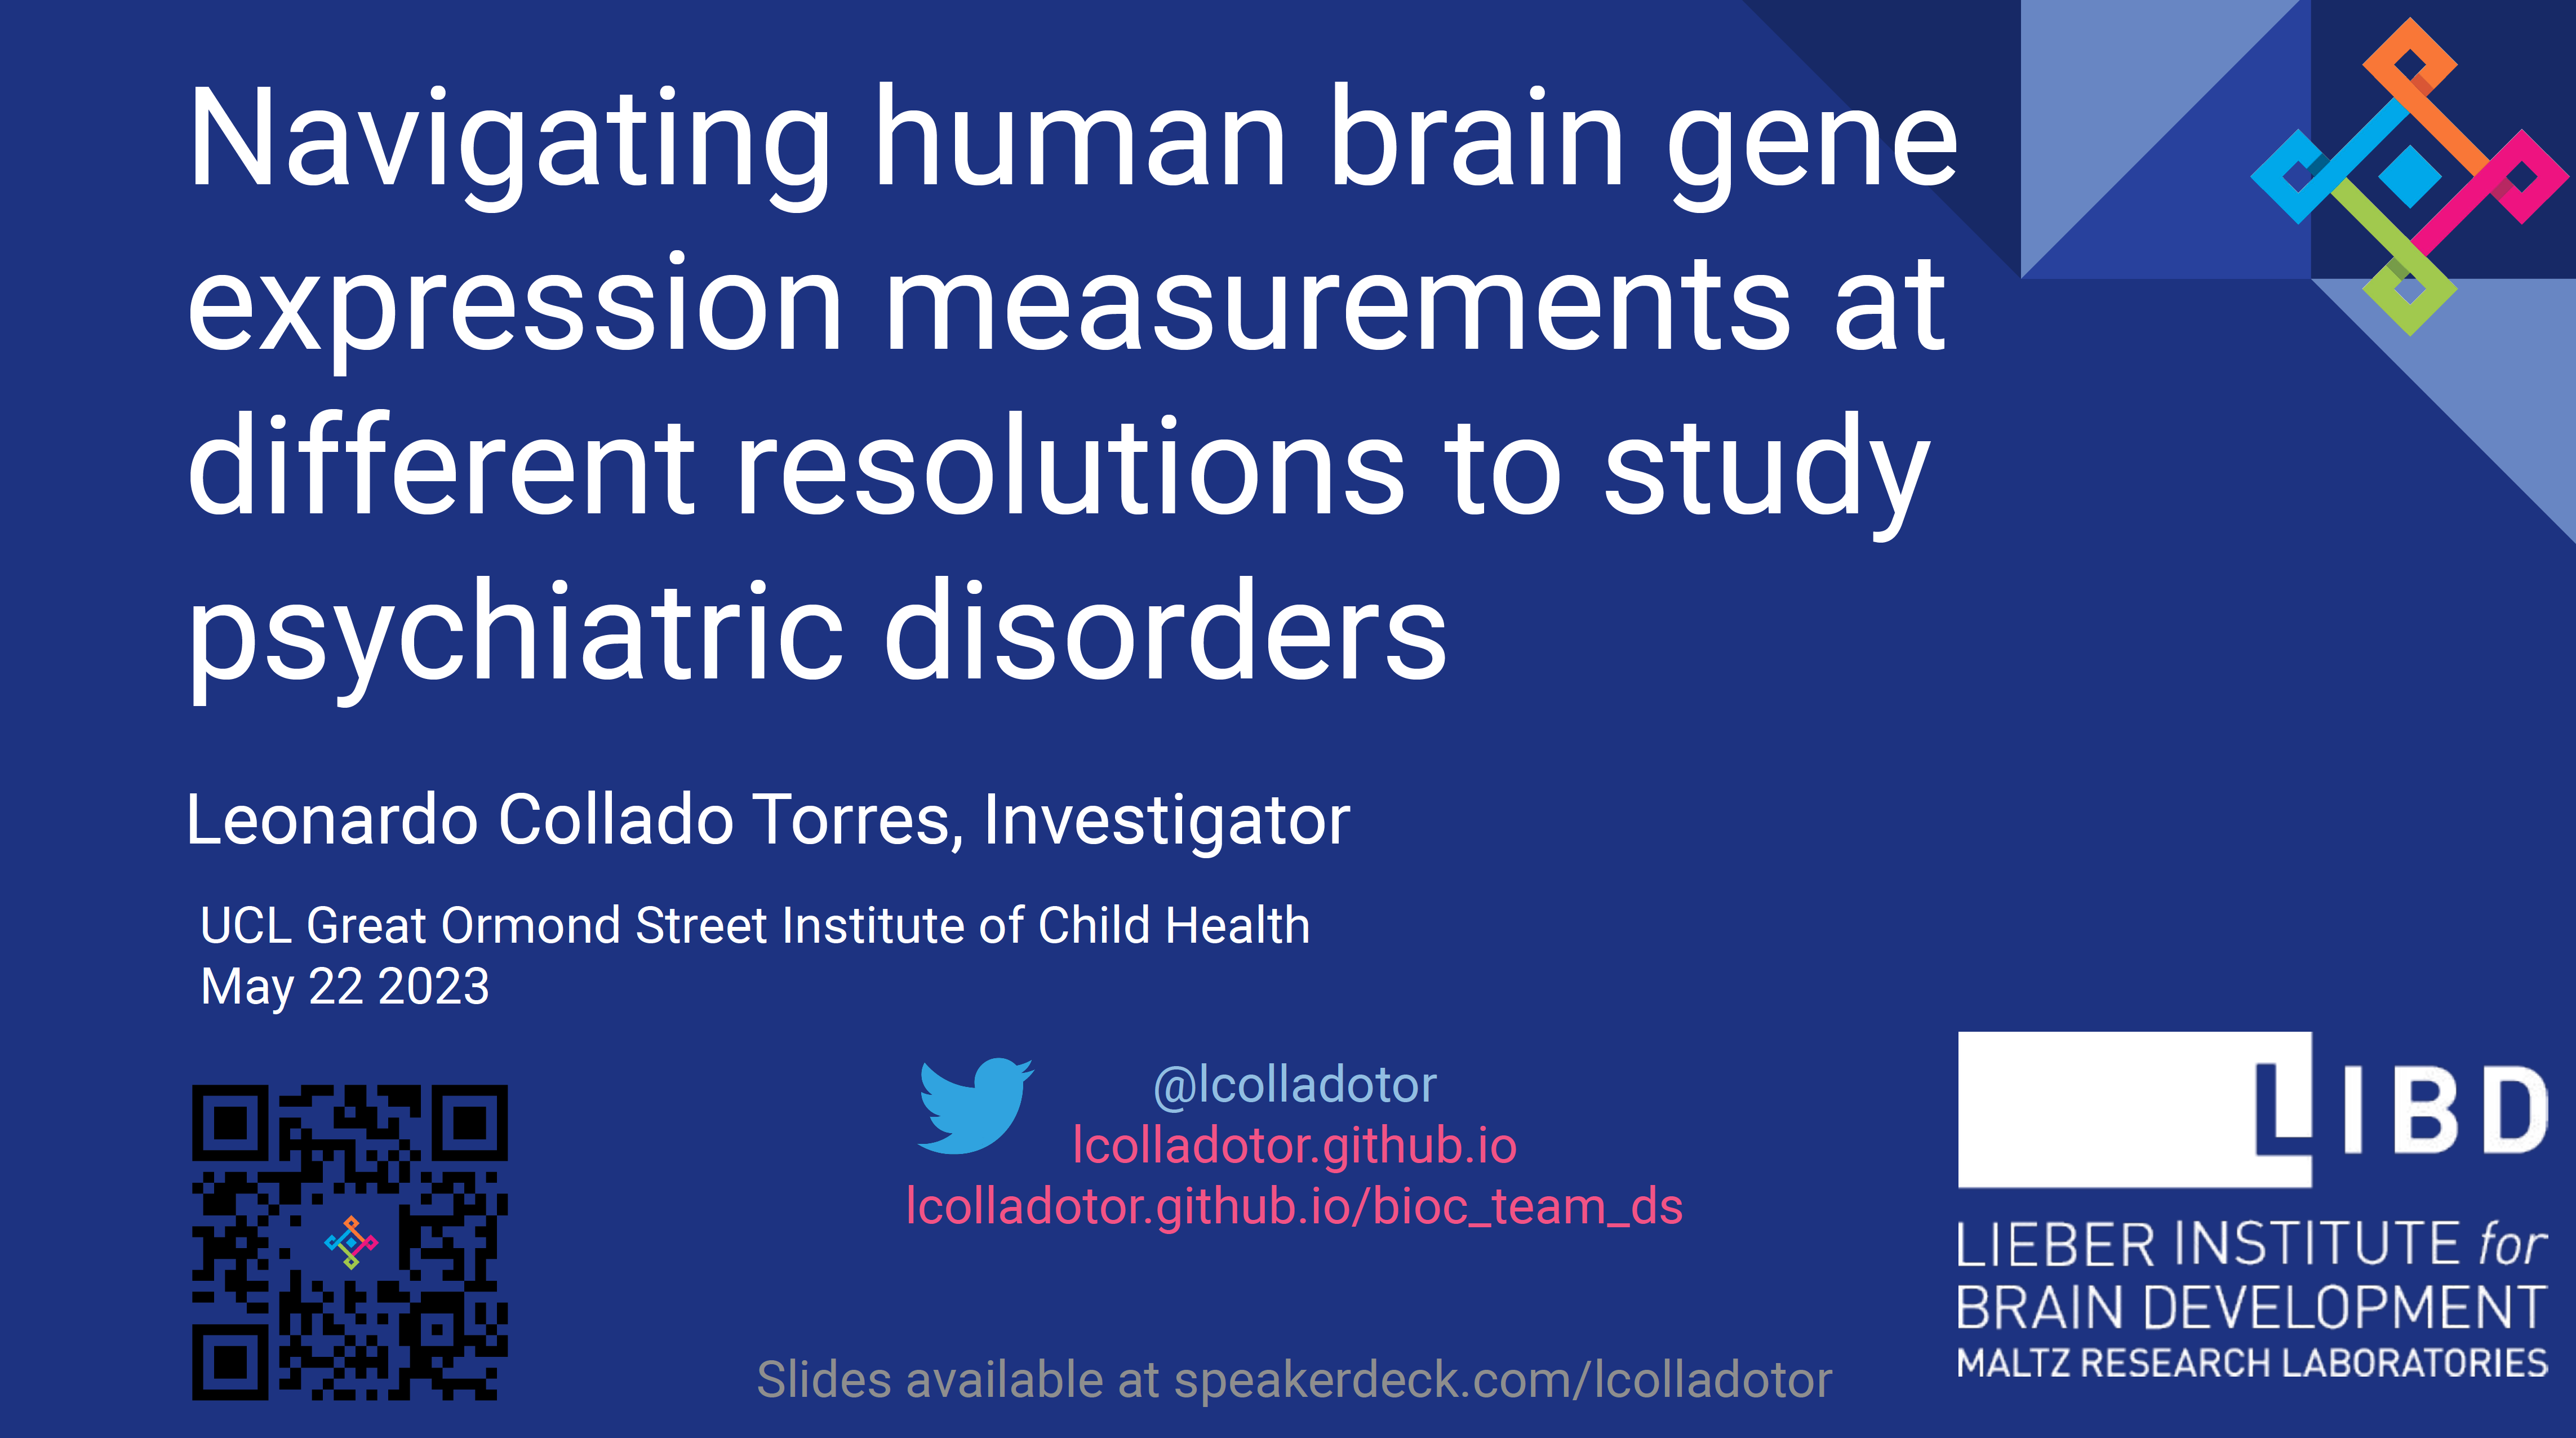 Navigating human brain gene
expression measurements at
different resolutions to study
psychiatric disorders
Leonardo Collado Torres, Investigator
UCL Great Ormond Street Institute of Child Health
May 22 2023
@lcolladotor
lcolladotor.github.io
lcolladotor.github.io/bioc_team_ds
Slides available at speakerdeck.com/lcolladotor
LIBD
LIEBER INSTITUTE for
BRAIN DEVELOPMENT
MALTZ RESEARCH LABORATORIES